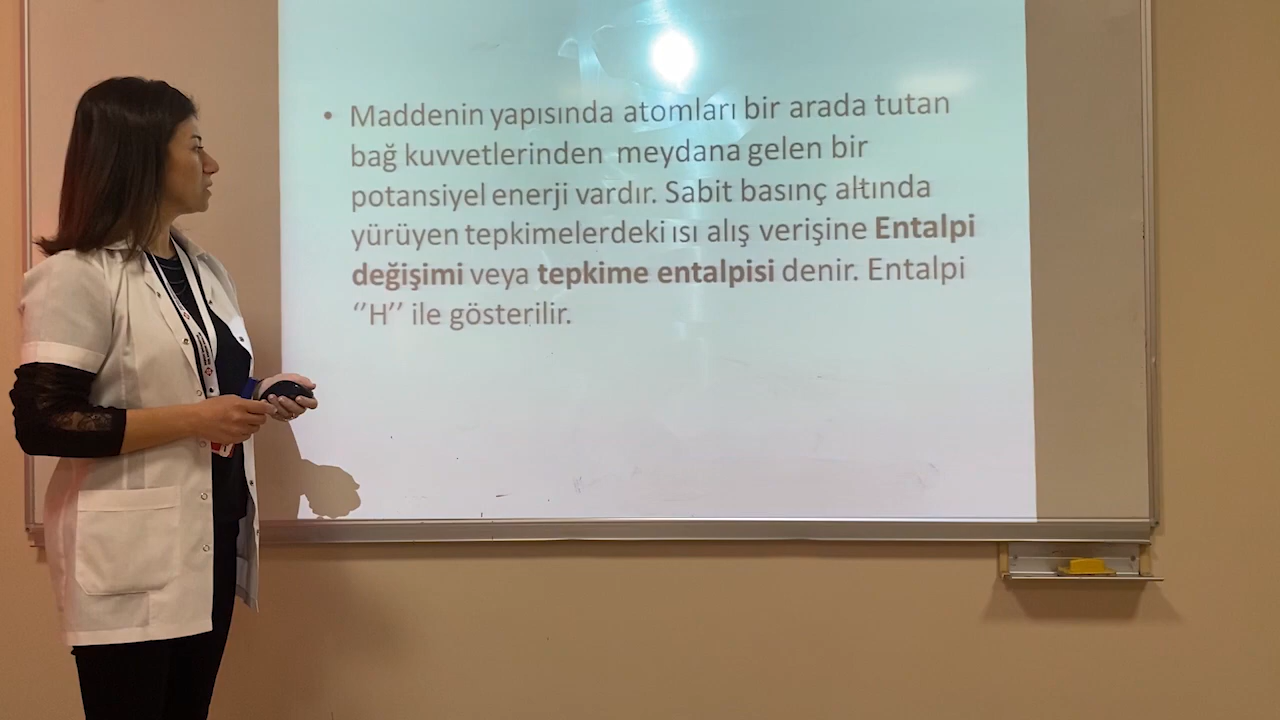 • Maddenin yapısında atomları bir arada tutan
bağ kuvvetlerinden meydana gelen bir
potansiyel enerji vardır. Sabit basınç altında
yürüyen tepkimelerdeki ısı alış verişine Entalpi
değişimi veya tepkime entalpisi denir. Entalpi
‘’H’’ ile gösterilir.